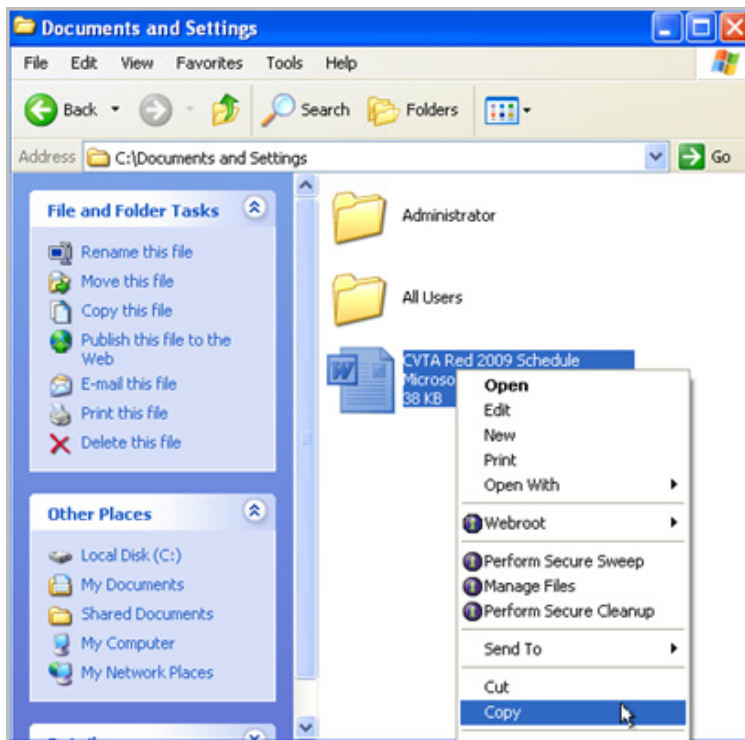 Documents and Settings
File Edit View Favorites Tools Help
Back Search Folders
Address C:\Documents and Settings Go
File and Folder Tasks
Rename this file
Move this file
Copy this file
Publish this file to the
Web
E-mail this file
Print this file
Delete this file
Other Places
Local Disk (C:)
My Documents
Shared Documents
My Computer
My Network Places
Administrator
All Users
CVTA Red 2009 Schedule
38 KB
Open
Edit
New
Print
Open With
Webroot
Perform Secure Sweep
Manage Files
Perform Secure Cleanup
Send To
Cut
Copy